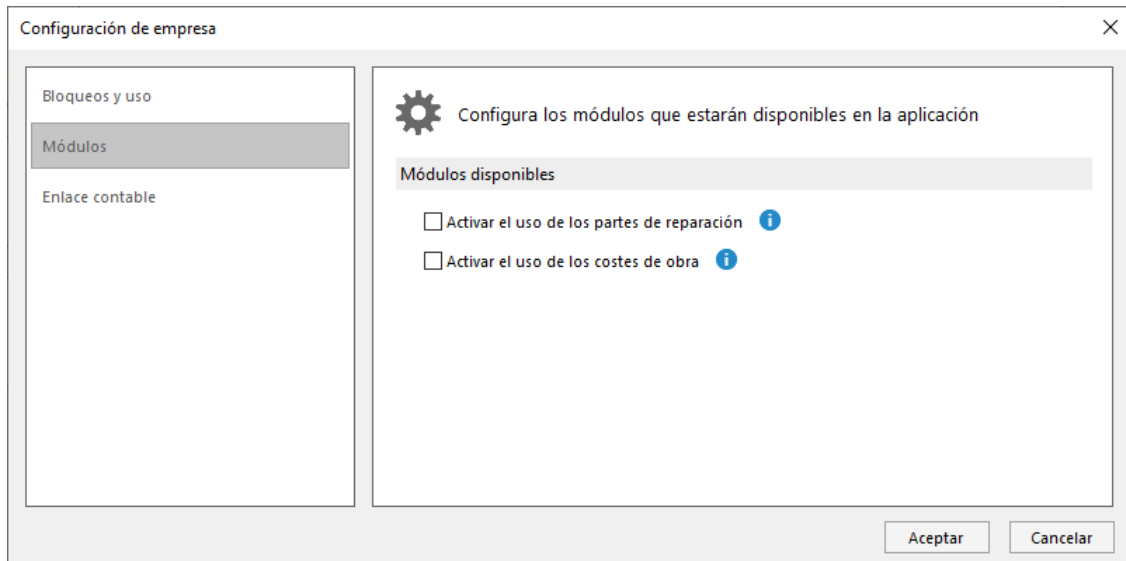 Configuración de empresa
Bloqueos y uso
Módulos
Enlace contable
Configura los módulos que estarán disponibles en la aplicación
Módulos disponibles
Activar el uso de los partes de reparación
Activar el uso de los costes de obra
Aceptar
Cancelar